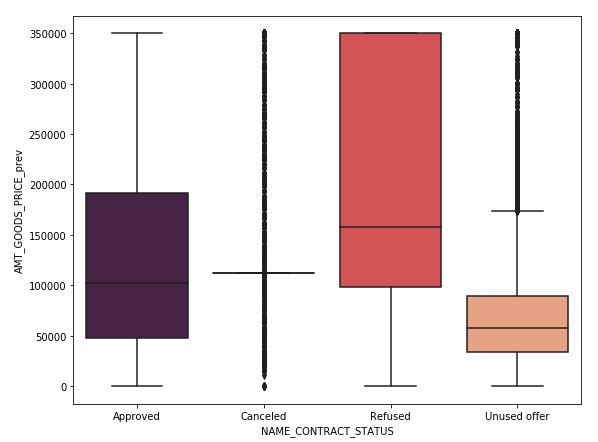 350000
300000
250000
200000
150000
100000
50000
0
AMT_GOODS_PRICE_prev
Approved
Canceled
Refused
Unused offer
NAME_CONTRACT_STATUS